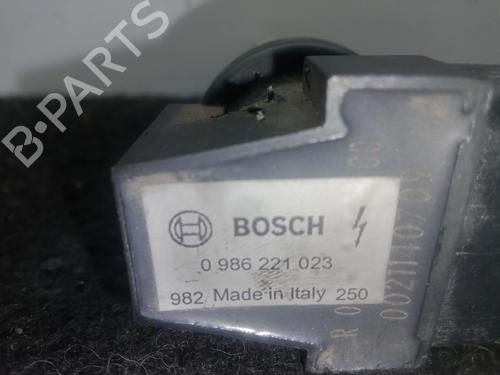 B-PARTS
BOSCH
0 986 221 023
982 Made in Italy 250